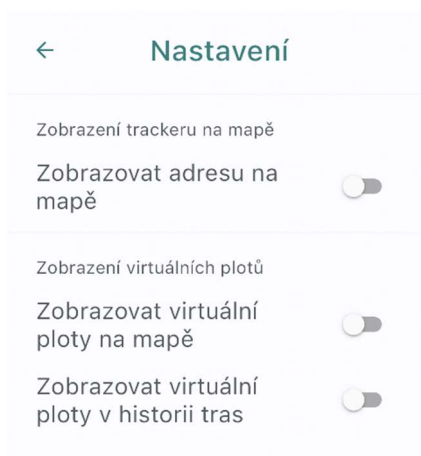 Nastavení
Zobrazení trackeru na mapě
Zobrazovat adresu na
mapě
Zobrazení virtuálních plotů
Zobrazovat virtuální
ploty na mapě
Zobrazovat virtuální
ploty v historii tras